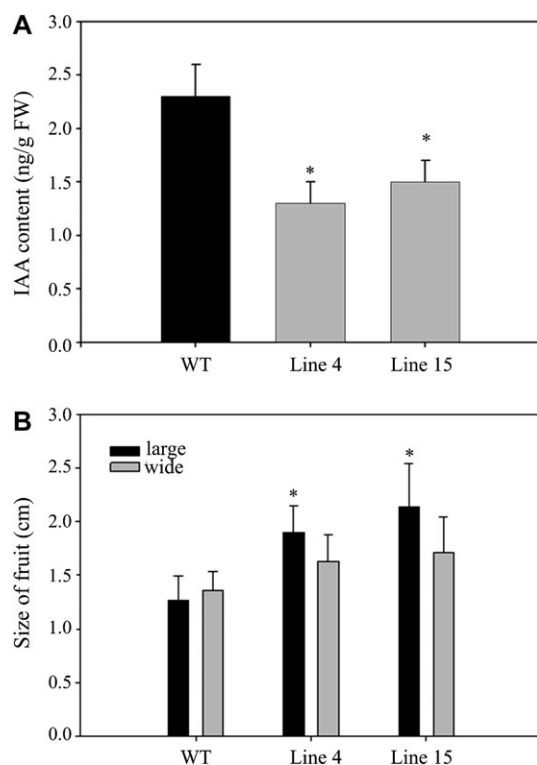 A
3.0
2.5
2.0
1.5
1.0
0.5
0.0
IAA content (ng/g FW)
*
*
WT Line 4 Line 15
B
3.0
2.5
2.0
1.5
1.0
0.5
0.0
Size of fruit (cm)
large
wide
*
*
WT Line 4 Line 15